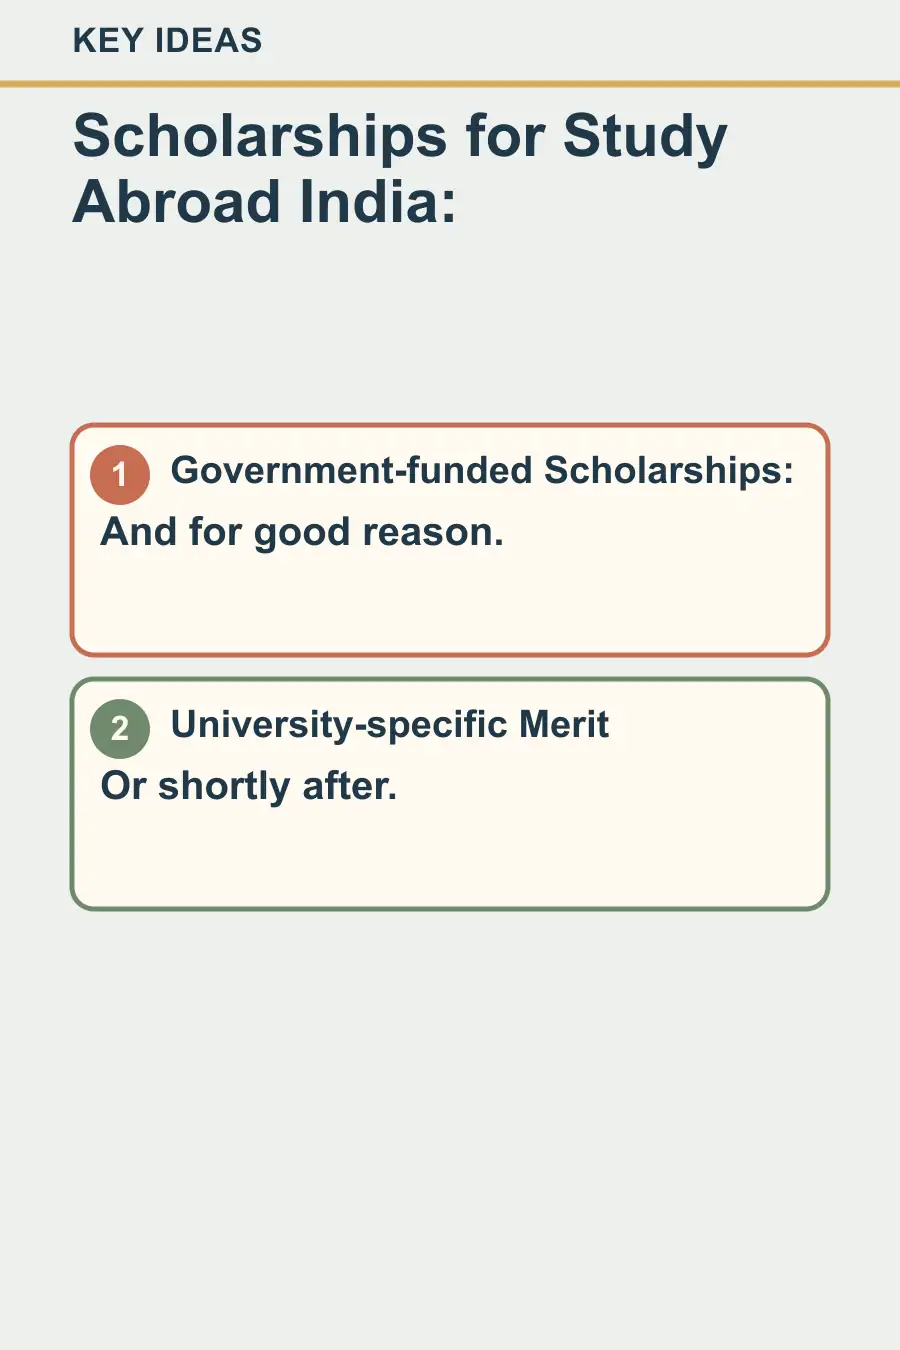 KEY IDEAS
Scholarships for Study
Abroad India:
1 Government-funded Scholarships:
And for good reason.
2 University-specific Merit
Or shortly after.